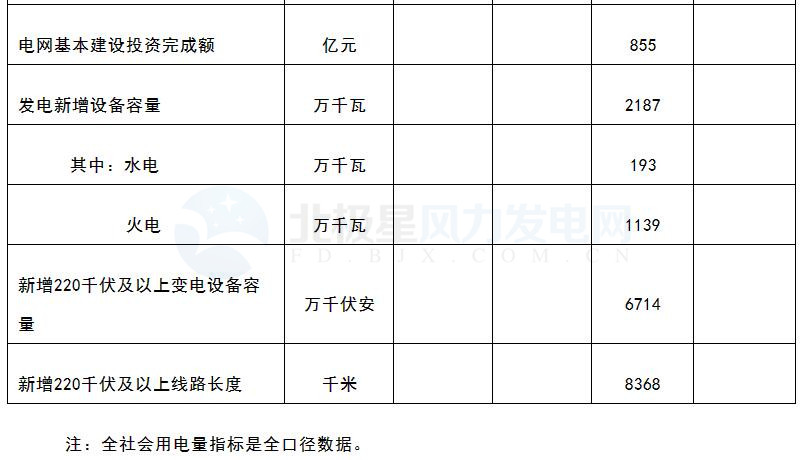 电网基本建设投资完成额 亿元 855
发电新增设备容量 万千瓦 2187
其中：水电 万千瓦 193
火电 万千瓦 1139
北极星风力发电网
FD.BJX.COM.CN
新增220千伏及以上变电设备容
量 万千伏安 6714
新增220千伏及以上线路长度 千米 8368
注：全社会用电量指标是全口径数据。